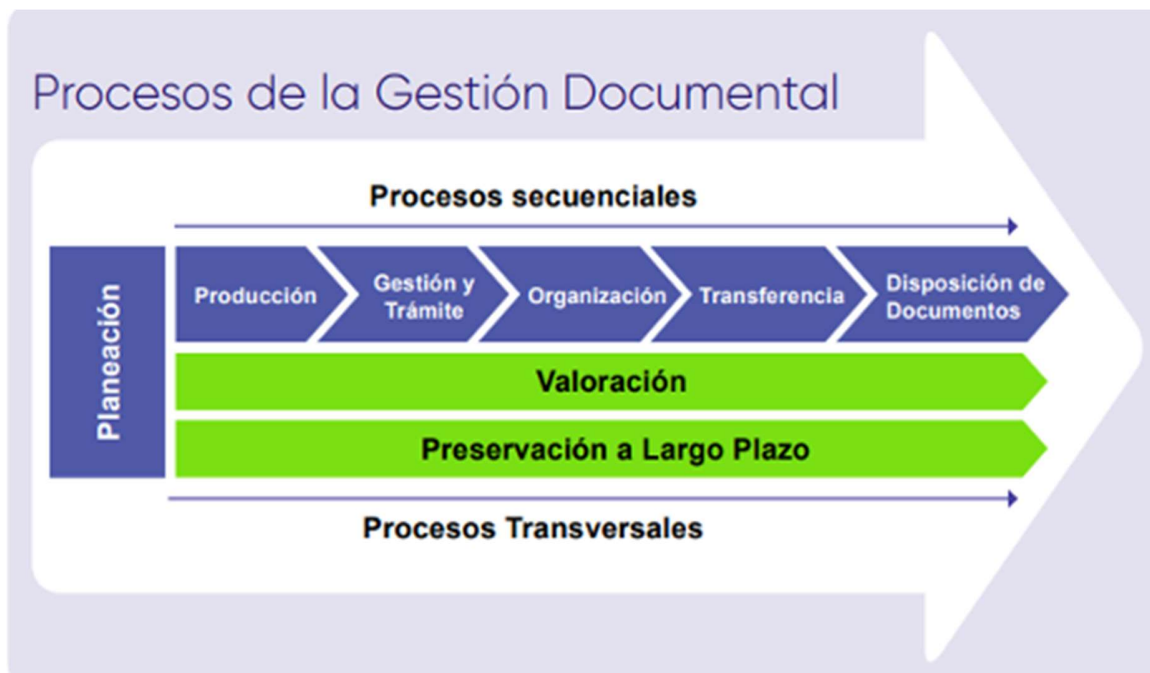 Procesos de la Gestión Documental
Procesos secuenciales
Planeación
Producción
Gestión y
Trámite
Organización
Transferencia
Disposición de
Documentos
Valoración
Preservación a Largo Plazo
Procesos Transversales